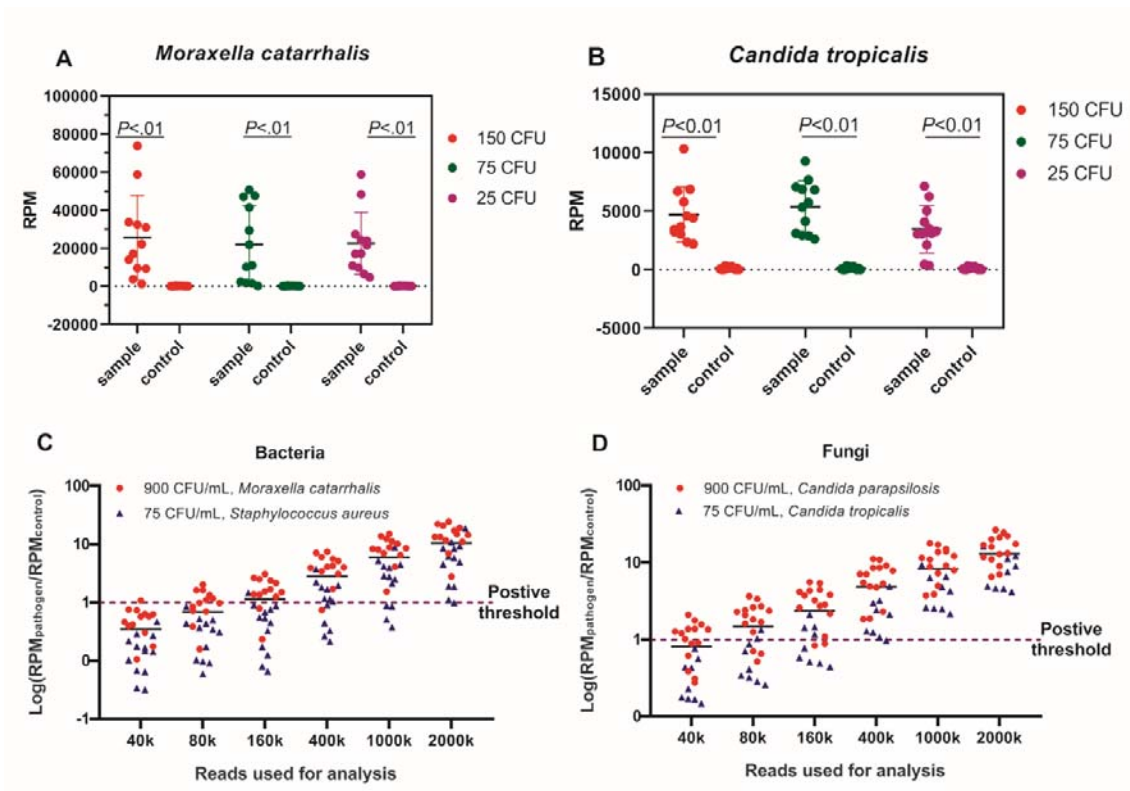 A
Moraxella catarrhalis
100000
80000
60000
40000
20000
0
-20000
RPM
P<.01
P<.01
P<.01
sample
control
sample
control
sample
control
150 CFU
75 CFU
25 CFU
B
Candida tropicalis
15000
10000
5000
0
-5000
RPM
P<0.01
P<0.01
P<0.01
sample
control
sample
control
sample
control
150 CFU
75 CFU
25 CFU
C
Bacteria
900 CFU/mL, Moraxella catarrhalis
75 CFU/mL, Staphylococcus aureus
Log(RPMpathogen/RPMcontrol)
100
10
1
0
-1
Postive
threshold
40k
80k
160k
400k
1000k
2000k
Reads used for analysis
D
Fungi
900 CFU/mL, Candida parapsilosis
75 CFU/mL, Candida tropicalis
Log(RPMpathogen/RPMcontrol)
100
10
1
0
Postive
threshold
40k
80k
160k
400k
1000k
2000k
Reads used for analysis